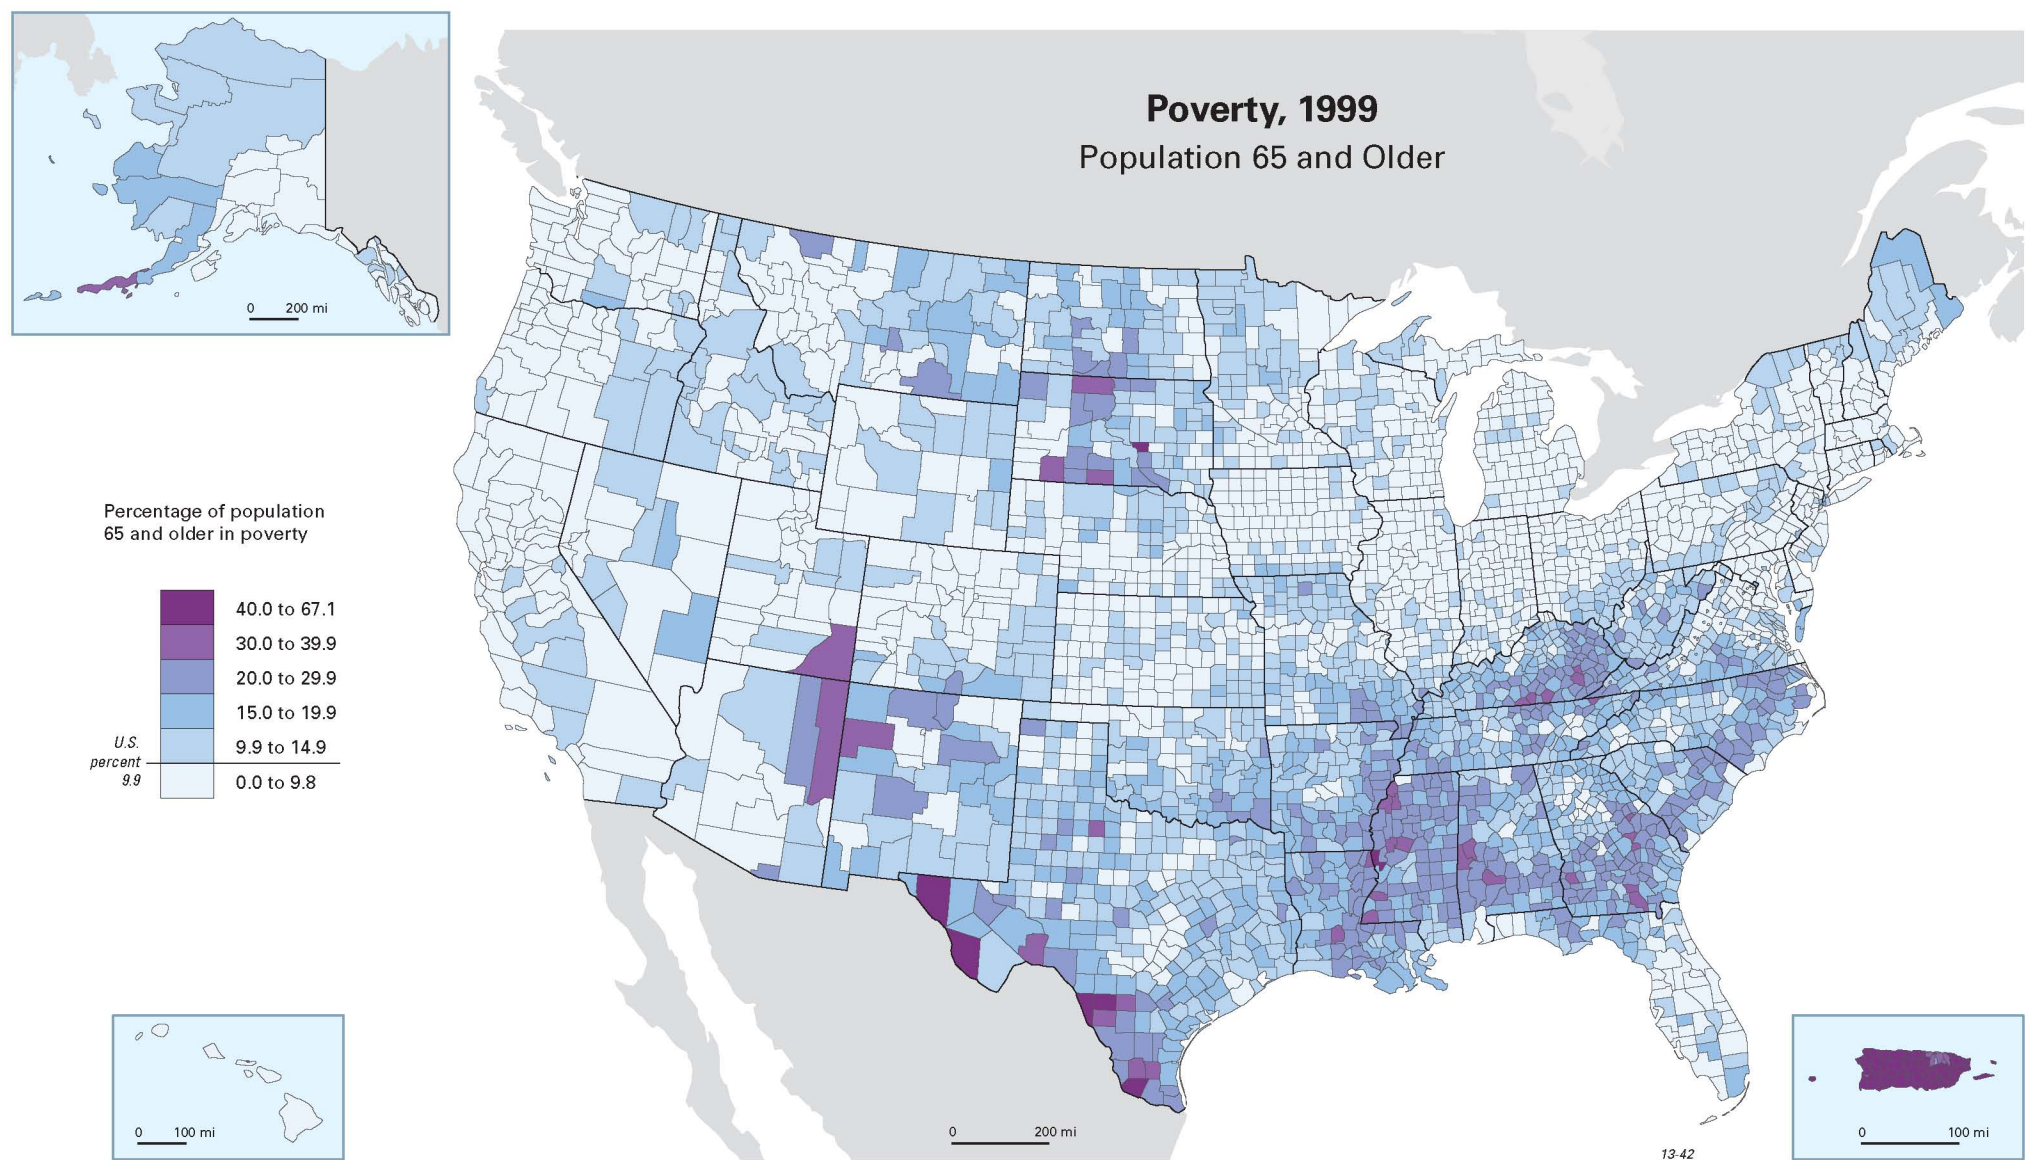 Poverty, 1999
Population 65 and Older
0 200 mi
Percentage of population
65 and older in poverty
40.0 to 67.1
30.0 to 39.9
20.0 to 29.9
15.0 to 19.9
9.9 to 14.9
0.0 to 9.8
U.S.
percent
9.9
0 100 mi
0 200 mi
0 100 mi
13-42